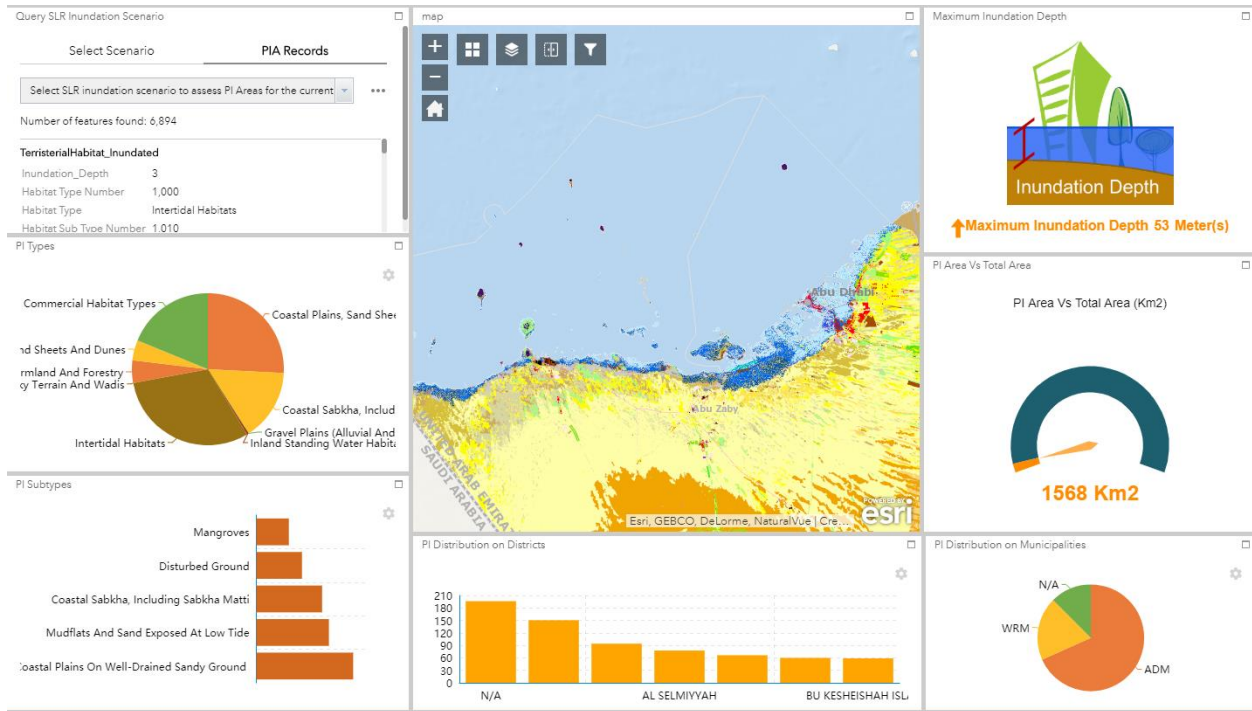 Query SLR Inundation Scenario
Select Scenario
PIA Records
Select SLR inundation scenario to assess PI Areas for the current
Number of features found: 6,894
TerristerialHabitat_Inundated
Inundation_Depth 3
Habitat Type Number 1,000
Habitat Type Intertidal Habitats
Habitat Sub Type Number 1.010
PI Types
Commercial Habitat Types
Coastal Plains, Sand Shee
nd Sheets And Dunes
rmland And Forestry
ky Terrain And Wadis
Coastal Sabkha, Includ
Gravel Plains (Alluvial And
Intertidal Habitats
Inland Standing Water Habita
PI Subtypes
Mangroves
Disturbed Ground
Coastal Sabkha, Including Sabkha Matti
Mudflats And Sand Exposed At Low Tide
Coastal Plains On Well-Drained Sandy Ground
map
Abu Dhabi
Abu Zaby
UNITED ARAB EMIRAT
SAUDI ARABIA
POWERED BY
esri
Esri, GEBCO, DeLorme, NaturalVue | Cre...
PI Distribution on Districts
210
180
150
120
90
60
30
0
N/A
AL SELMIYYAH
BU KESHEISHAH ISL
Maximum Inundation Depth
Inundation Depth
Maximum Inundation Depth 53 Meter(s)
PI Area Vs Total Area
PI Area Vs Total Area (Km2)
1568 Km2
PI Distribution on Municipalities
N/A
WRM
ADM